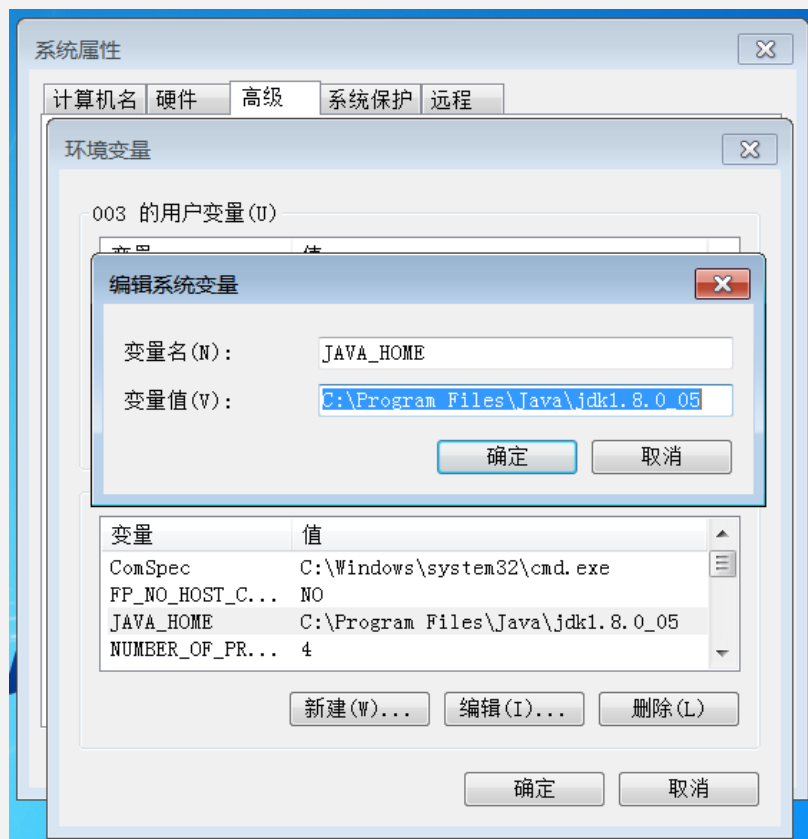 系统属性
计算机名 硬件 高级 系统保护 远程
环境变量
003 的用户变量(U)
变量 值
编辑系统变量
变量名(N): JAVA_HOME
变量值(V): C:\Program Files\Java\jdk1.8.0_05
确定 取消
变量 值
ComSpec C:\Windows\system32\cmd.exe
FP_NO_HOST_C... NO
JAVA_HOME C:\Program Files\Java\jdk1.8.0_05
NUMBER_OF_PR... 4
新建(W)... 编辑(I)... 删除(L)
确定 取消